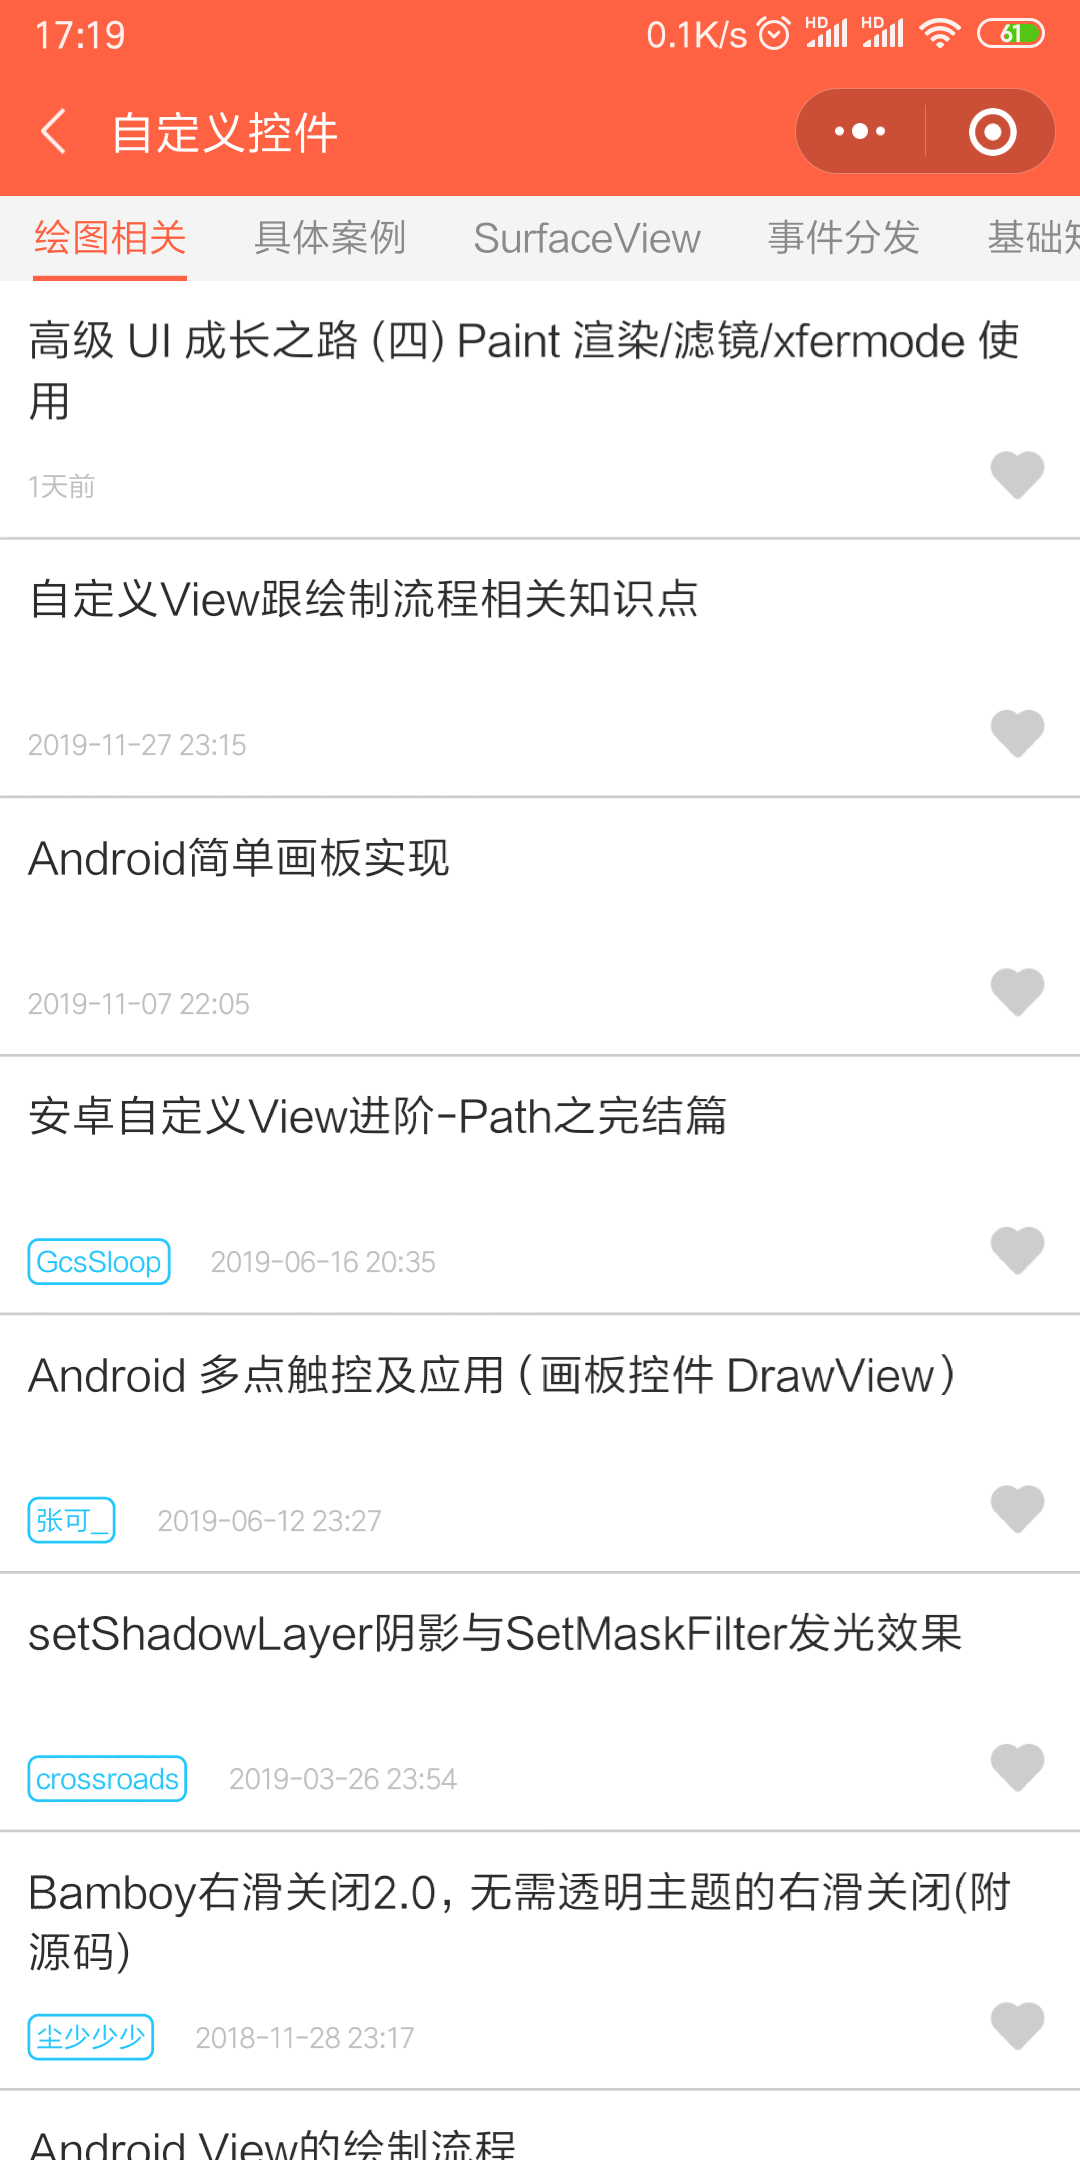 17:19
0.1K/s HD HD 61
自定义控件
绘图相关 具体案例 SurfaceView 事件分发 基础知
高级 UI 成长之路 (四) Paint 渲染/滤镜/xfermode 使
用
1天前
自定义View跟绘制流程相关知识点
2019-11-27 23:15
Android简单画板实现
2019-11-07 22:05
安卓自定义View进阶-Path之完结篇
GcsSloop 2019-06-16 20:35
Android 多点触控及应用（画板控件 DrawView）
张可_ 2019-06-12 23:27
setShadowLayer阴影与SetMaskFilter发光效果
crossroads 2019-03-26 23:54
Bamboy右滑关闭2.0，无需透明主题的右滑关闭(附
源码)
尘少少少 2018-11-28 23:17
Android View的绘制流程